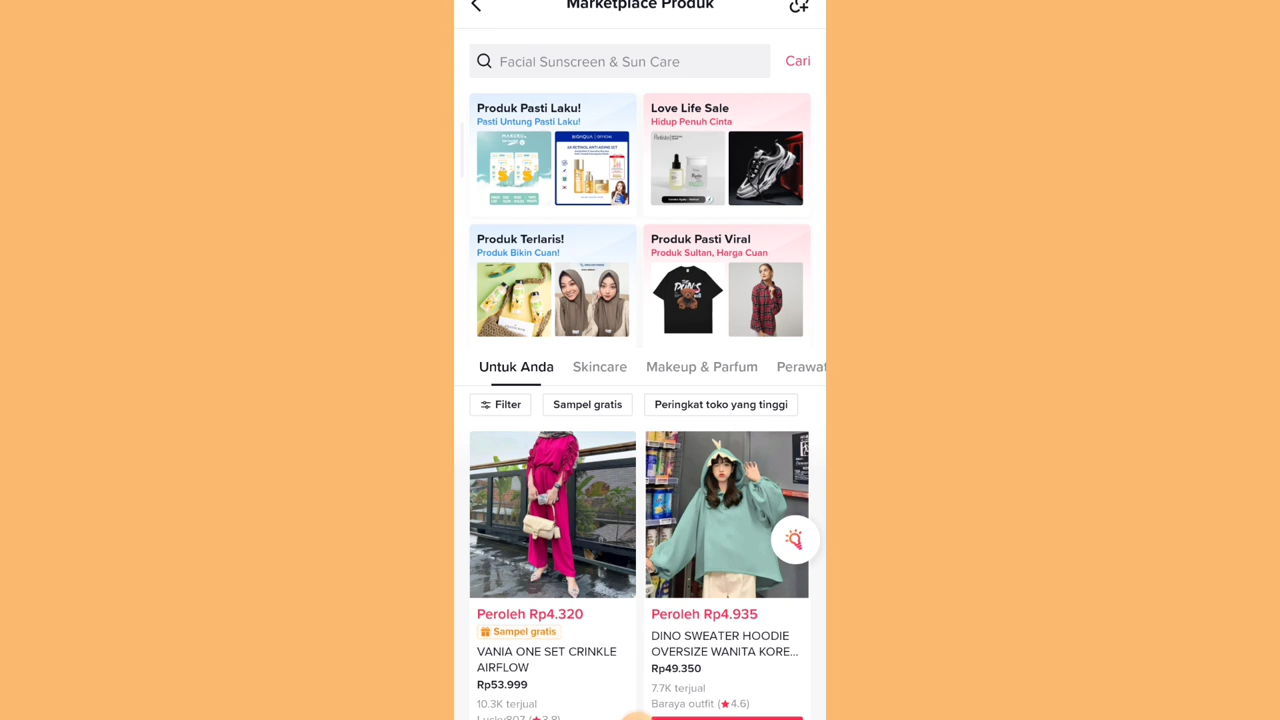 Marketplace Produk
Facial Sunscreen & Sun Care
Cari
Produk Pasti Laku!
Pasti Untung Pasti Laku!
Love Life Sale
Hidup Penuh Cinta
Produk Terlaris!
Produk Bikin Cuan!
Produk Pasti Viral
Produk Sultan, Harga Cuan
Untuk Anda
Skincare
Makeup & Parfum
Perawat
Filter
Sampel gratis
Peringkat toko yang tinggi
Peroleh Rp4.320
Sampel gratis
VANIA ONE SET CRINKLE
AIRFLOW
Rp53.999
10.3K terjual
Lucky807 (★3.8)
Peroleh Rp4.935
DINO SWEATER HOODIE
OVERSIZE WANITA KORE...
Rp49.350
7.7K terjual
Baraya outfit (★4.6)